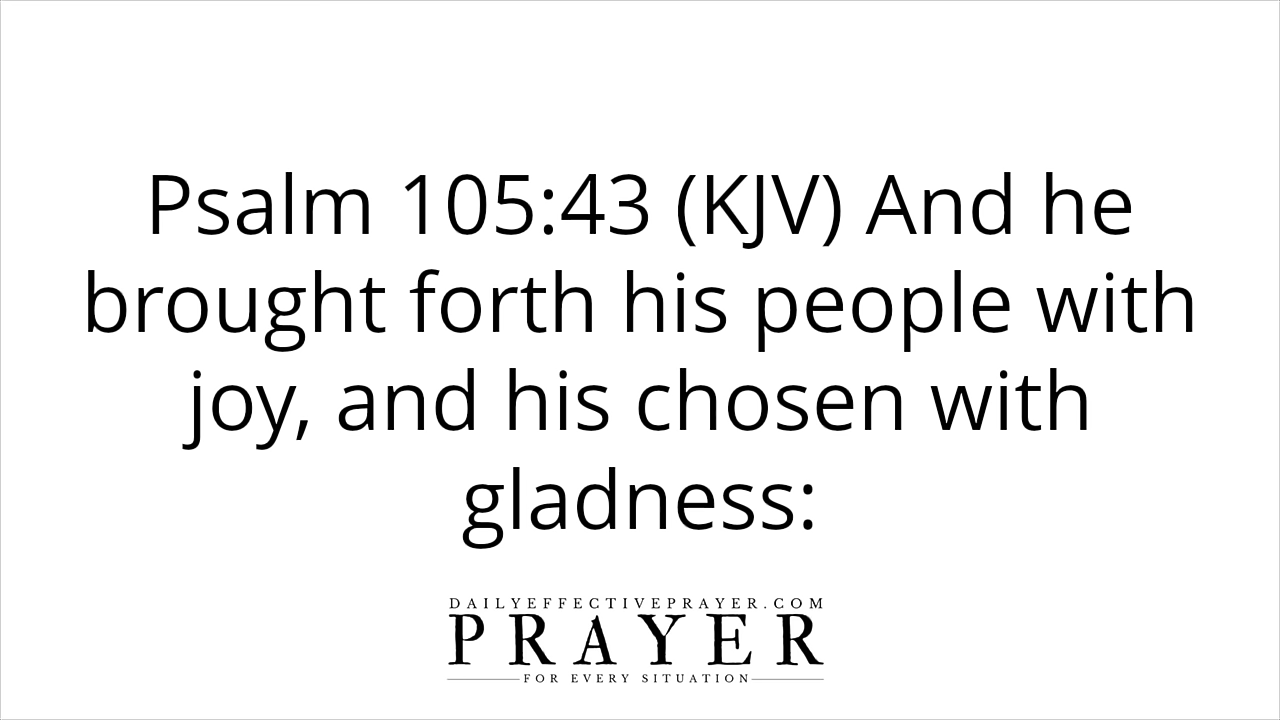 Psalm 105:43 (KJV) And he
brought forth his people with
joy, and his chosen with
gladness:
DAILYEFFECTIVEPRAYER.COM
PRAYER
FOR EVERY SITUATION